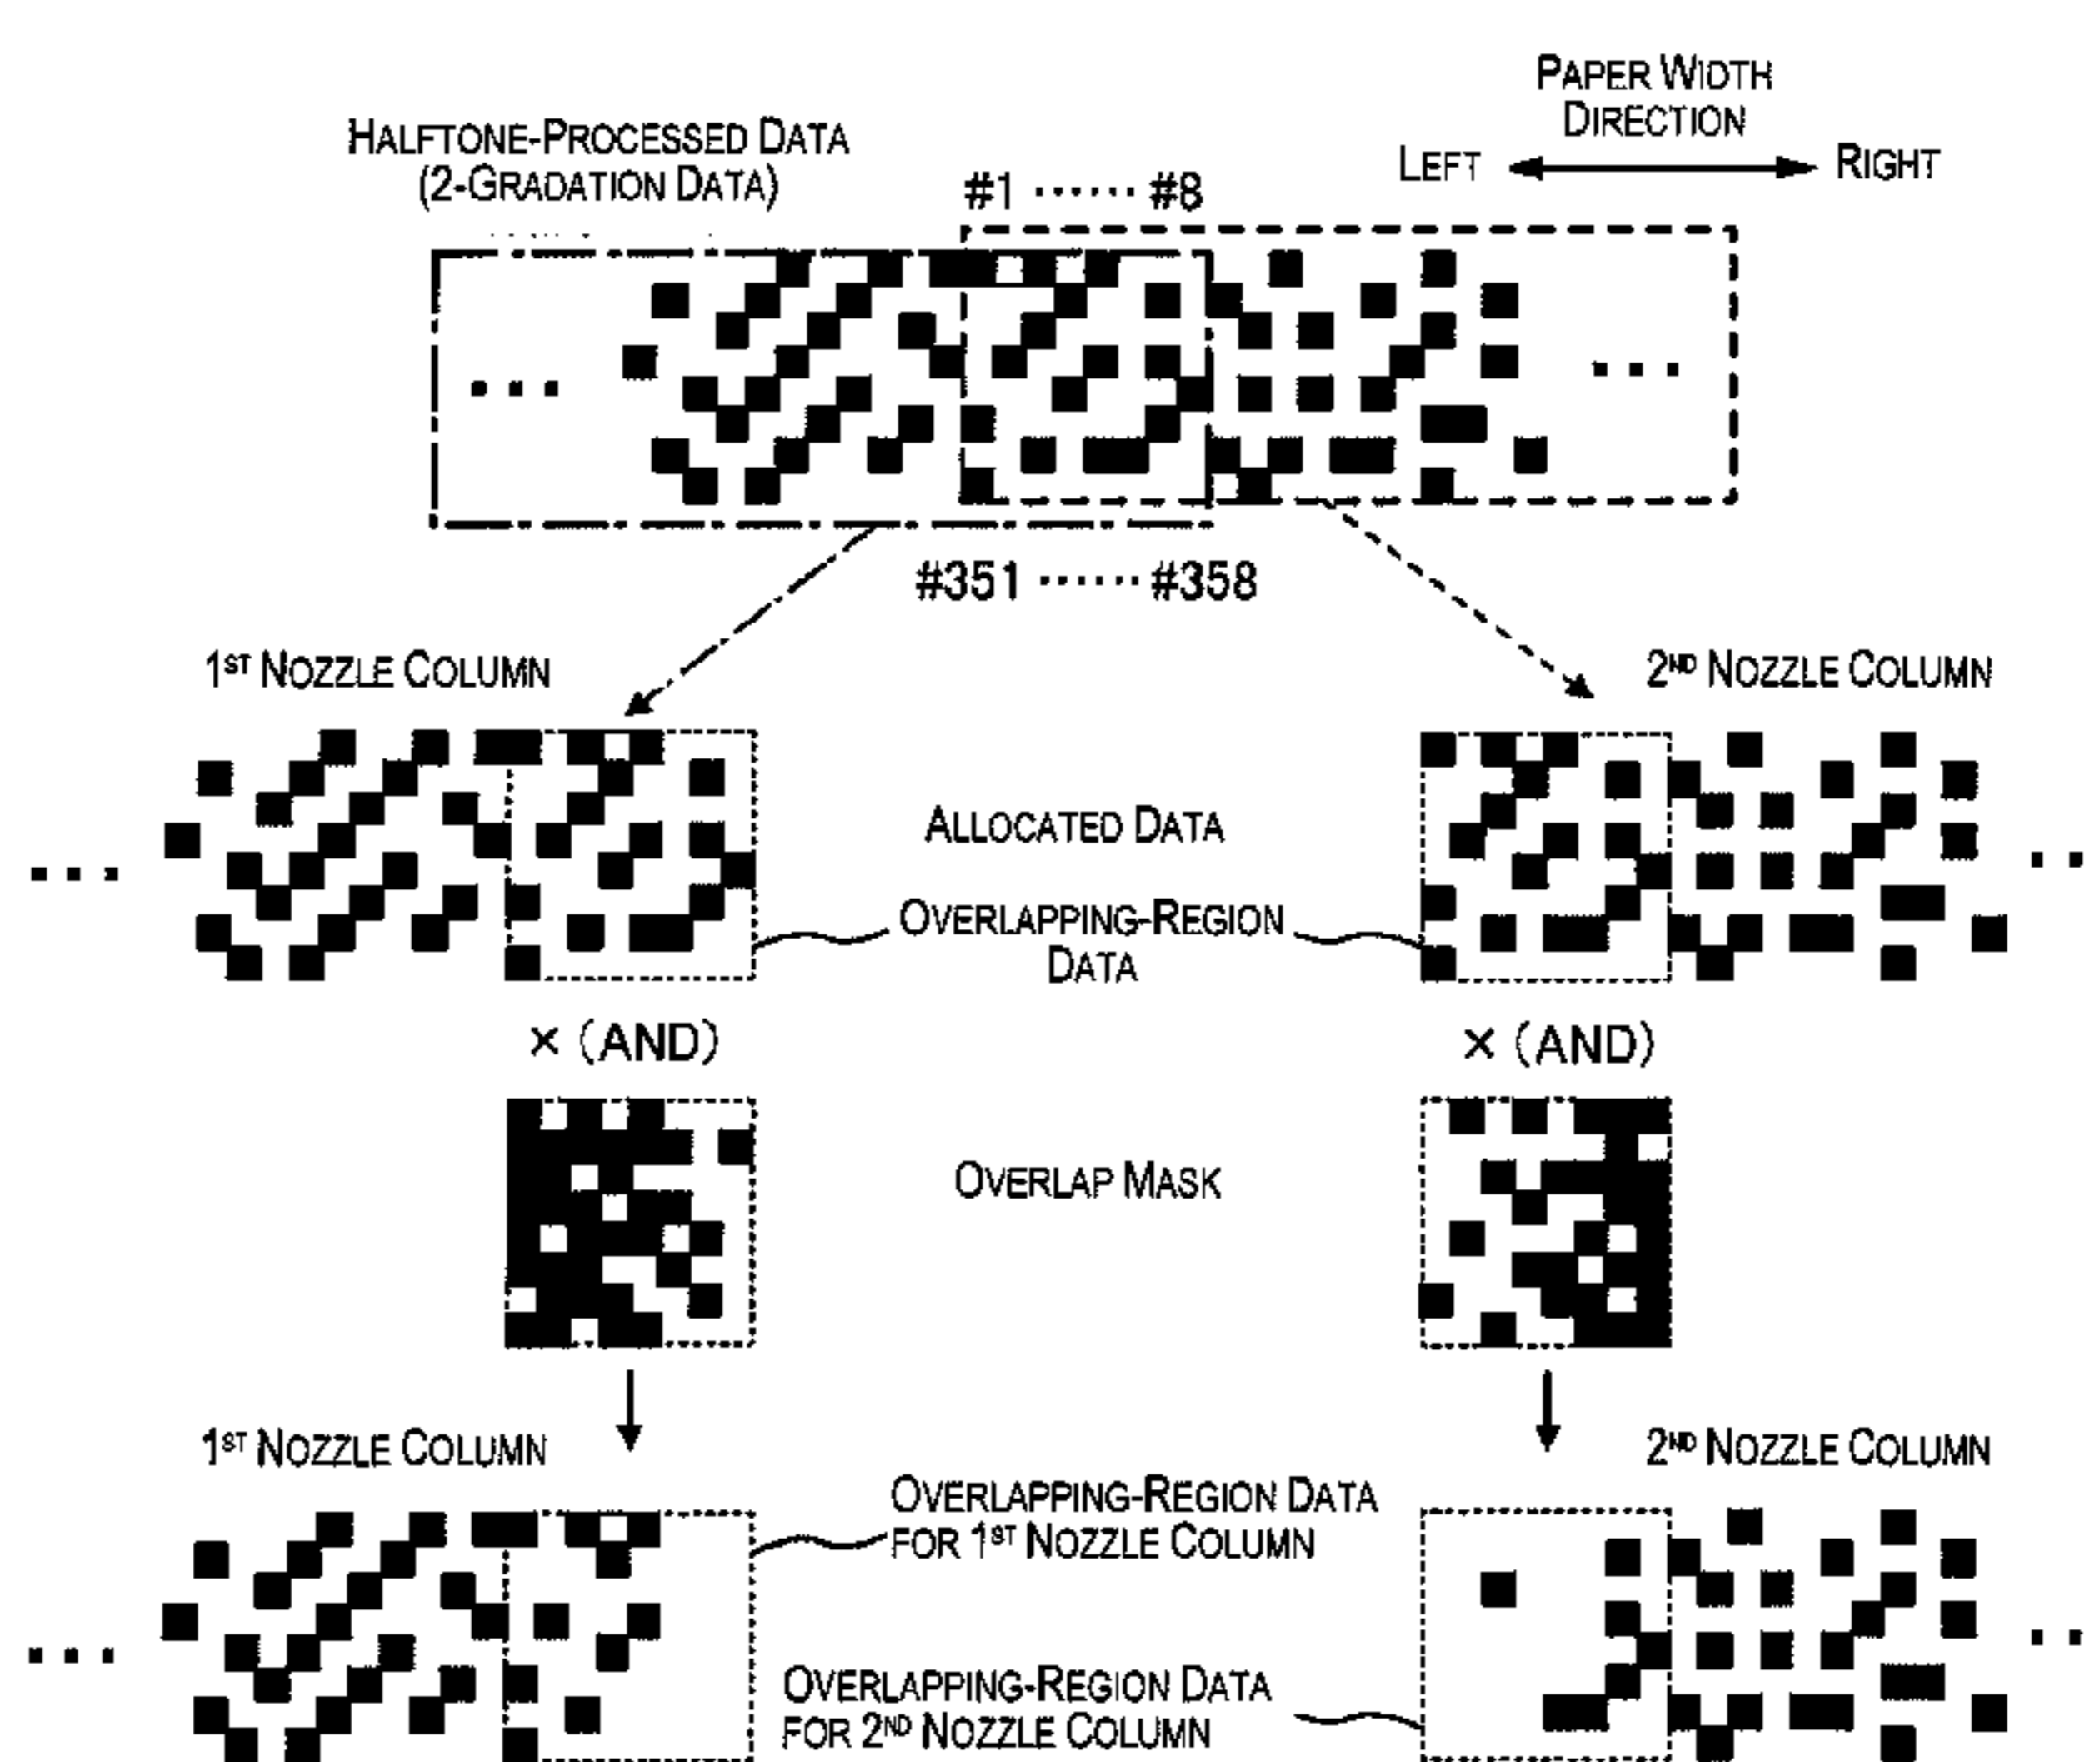 PAPER WIDTH
DIRECTION
LEFT
RIGHT
HALFTONE-PROCESSED DATA
(2-GRADATION DATA)
#1 ······ #8
#351 ······ #358
1ST NOZZLE COLUMN
2ND NOZZLE COLUMN
ALLOCATED DATA
OVERLAPPING-REGION
DATA
× (AND)
× (AND)
OVERLAP MASK
1ST NOZZLE COLUMN
2ND NOZZLE COLUMN
OVERLAPPING-REGION DATA
FOR 1ST NOZZLE COLUMN
OVERLAPPING-REGION DATA
FOR 2ND NOZZLE COLUMN